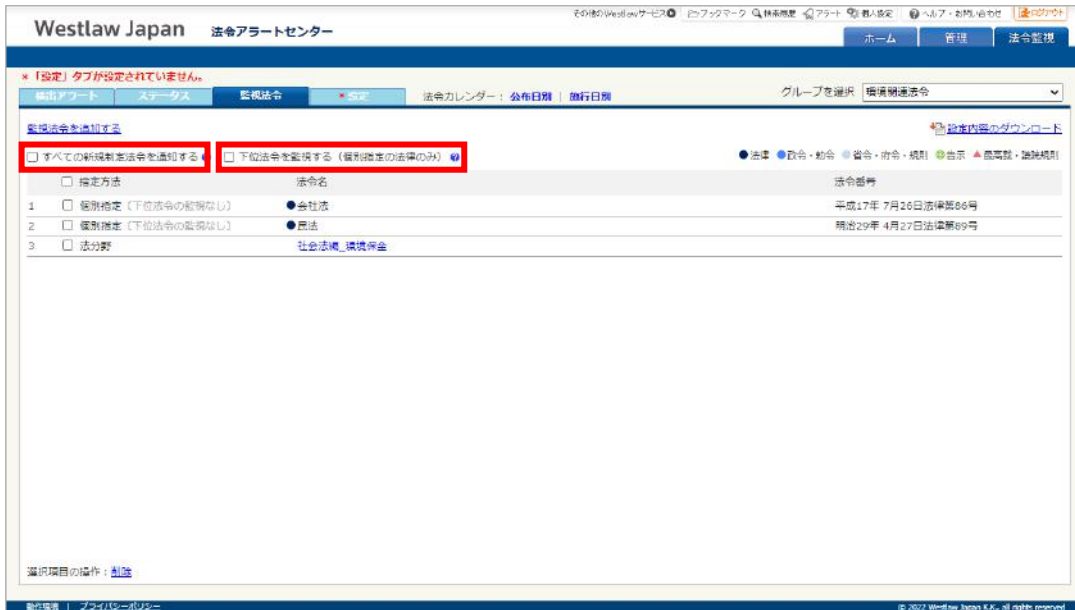 その他のWestlawサービス ブックマーク 検索履歴 アラート 個人設定 ヘルプ・お問い合わせ ログアウト
Westlaw Japan 法令アラートセンター
ホーム 管理 法令監視
* 「設定」タブが設定されていません。
検出アラート ステータス 監視法令 *設定 法令カレンダー： 公布日別 | 施行日別 グループを選択 環境関連法令
監視法令を追加する 設定内容のダウンロード
すべての新規制定法令を通知する 下位法令を監視する（個別指定の法律のみ） ●法律 ●政令・勅令 ●省令・府令・規則 告示 ▲最高裁・議院規則
指定方法 法令名 法令番号
1 個別指定（下位法令の監視なし） ●会社法 平成17年 7月26日法律第86号
2 個別指定（下位法令の監視なし） ●民法 明治29年 4月27日法律第89号
3 法分野 社会法編_環境保全
選択項目の操作：削除
動作環境 | プライバシーポリシー © 2022 Westlaw Japan K.K., all rights reserved